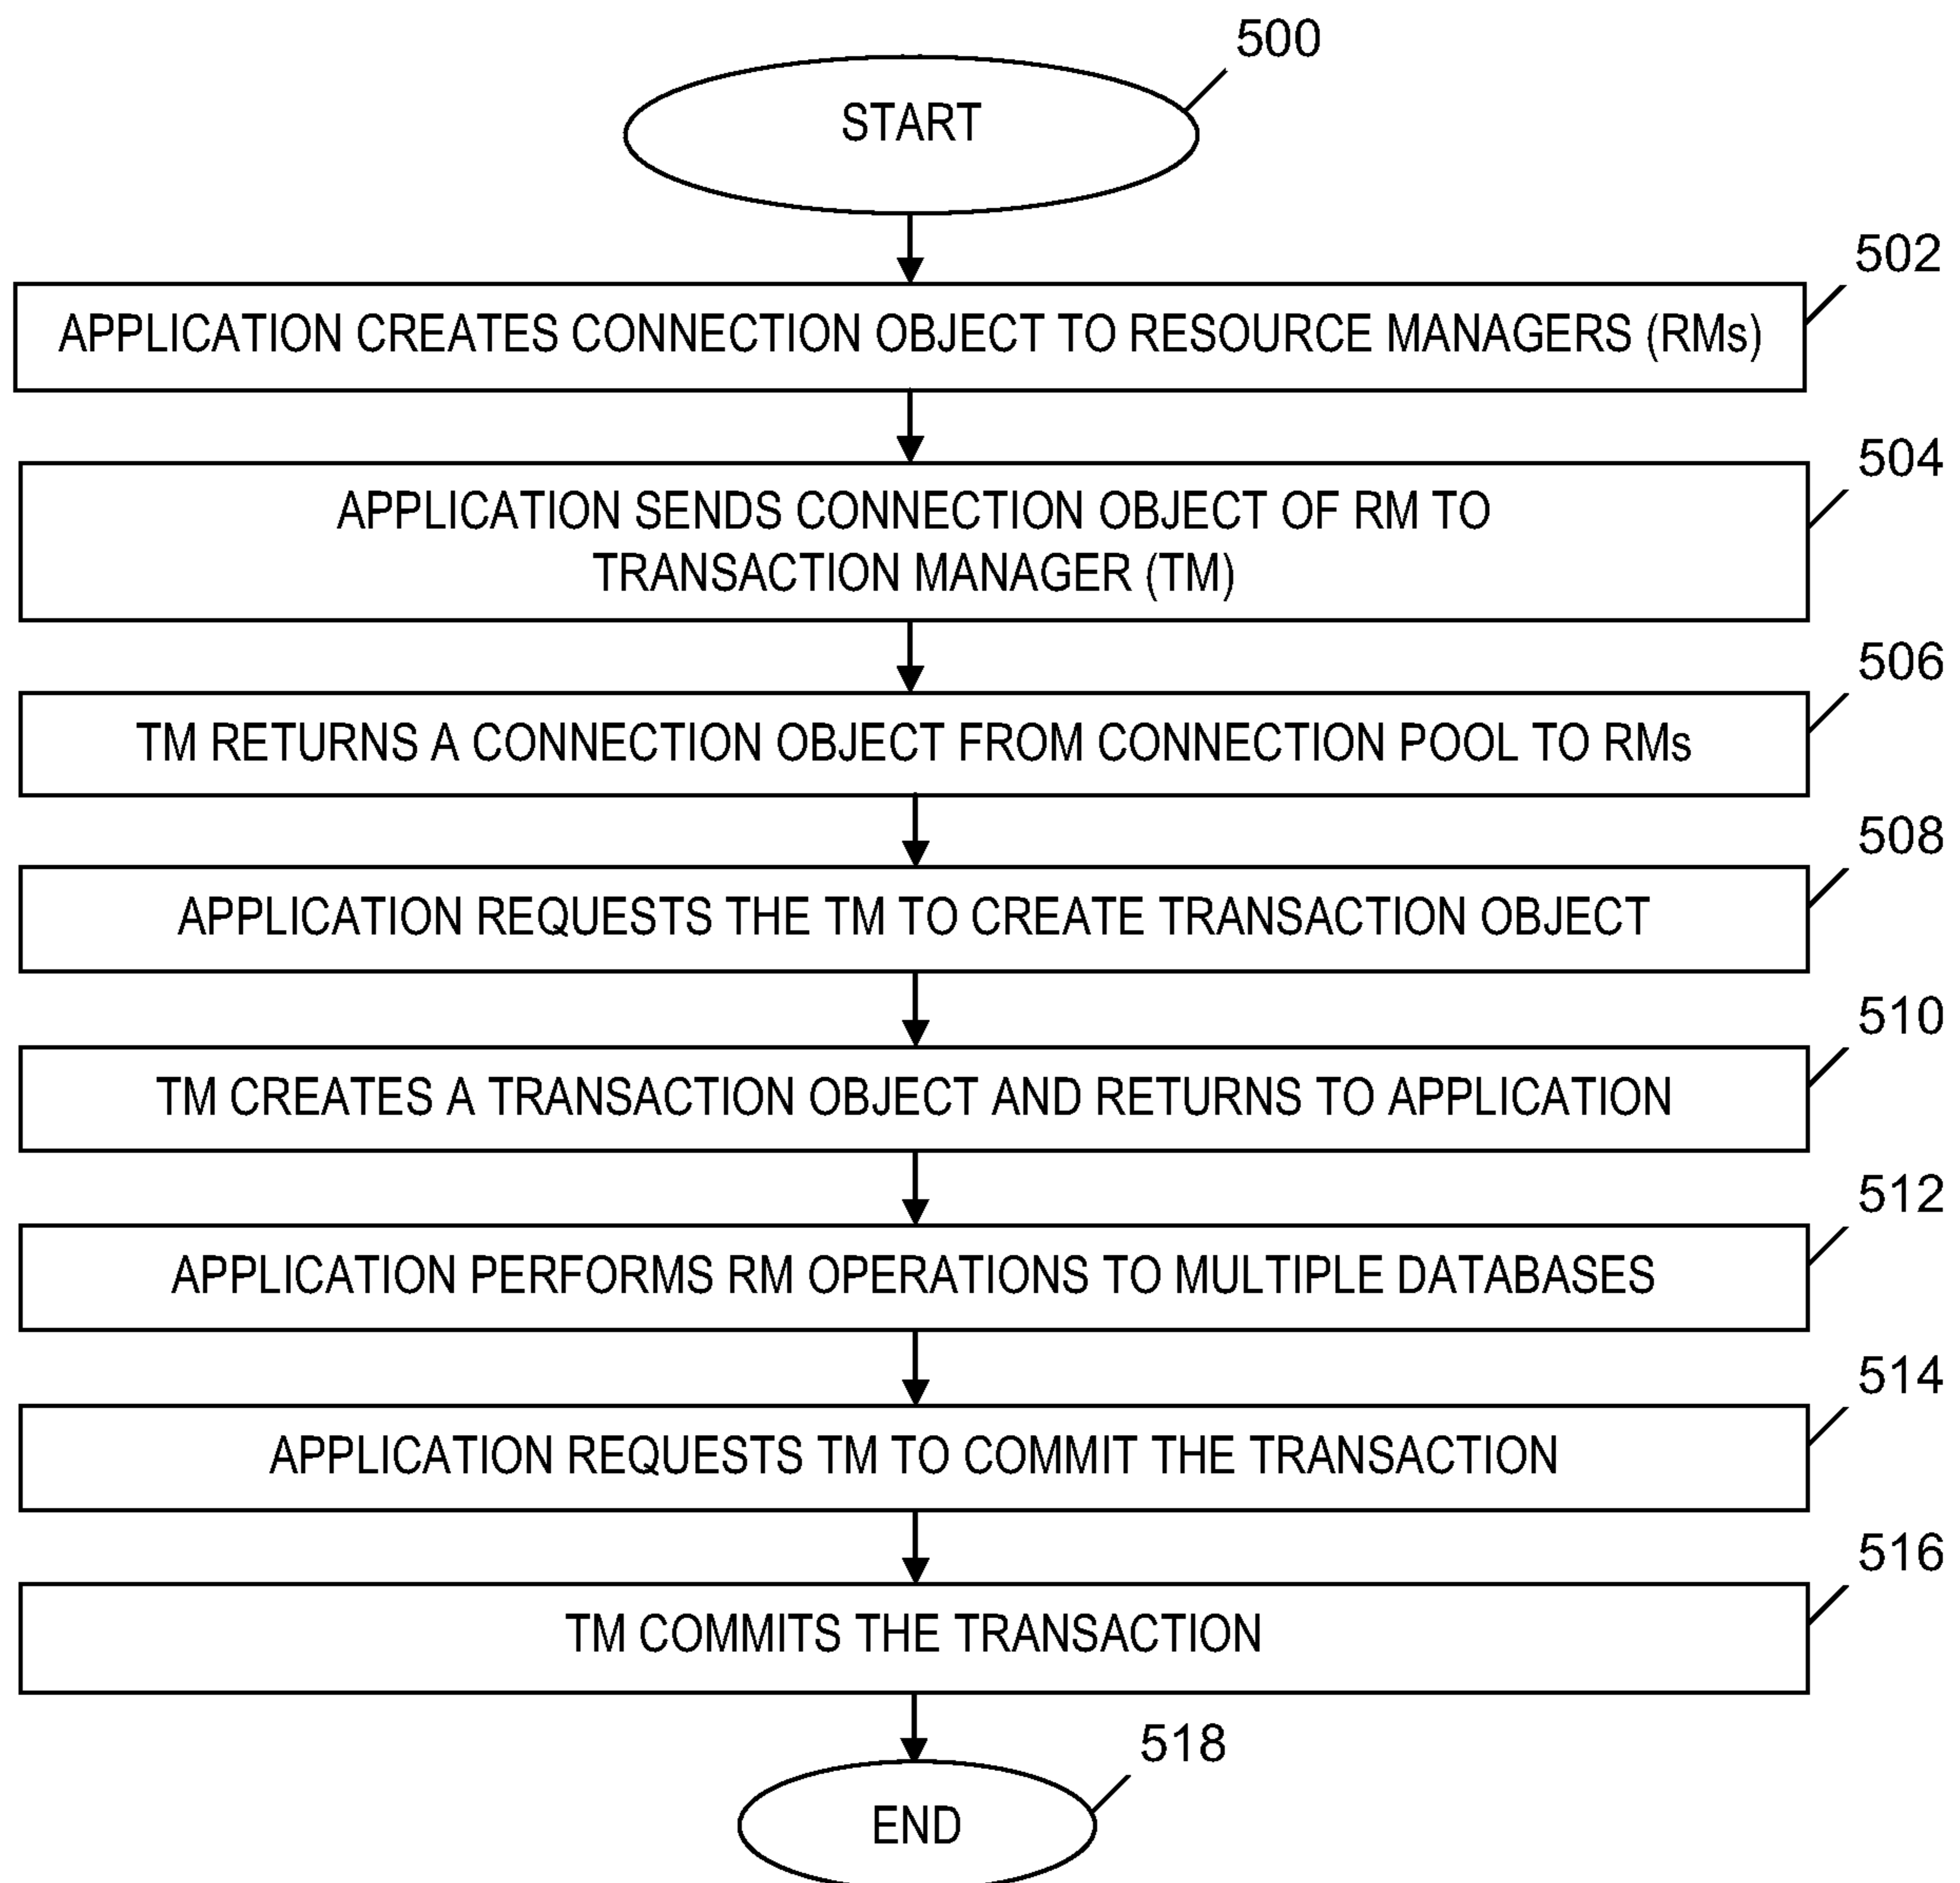 500
START
502
APPLICATION CREATES CONNECTION OBJECT TO RESOURCE MANAGERS (RMs)
504
APPLICATION SENDS CONNECTION OBJECT OF RM TO
TRANSACTION MANAGER (TM)
506
TM RETURNS A CONNECTION OBJECT FROM CONNECTION POOL TO RMs
508
APPLICATION REQUESTS THE TM TO CREATE TRANSACTION OBJECT
510
TM CREATES A TRANSACTION OBJECT AND RETURNS TO APPLICATION
512
APPLICATION PERFORMS RM OPERATIONS TO MULTIPLE DATABASES
514
APPLICATION REQUESTS TM TO COMMIT THE TRANSACTION
516
TM COMMITS THE TRANSACTION
518
END